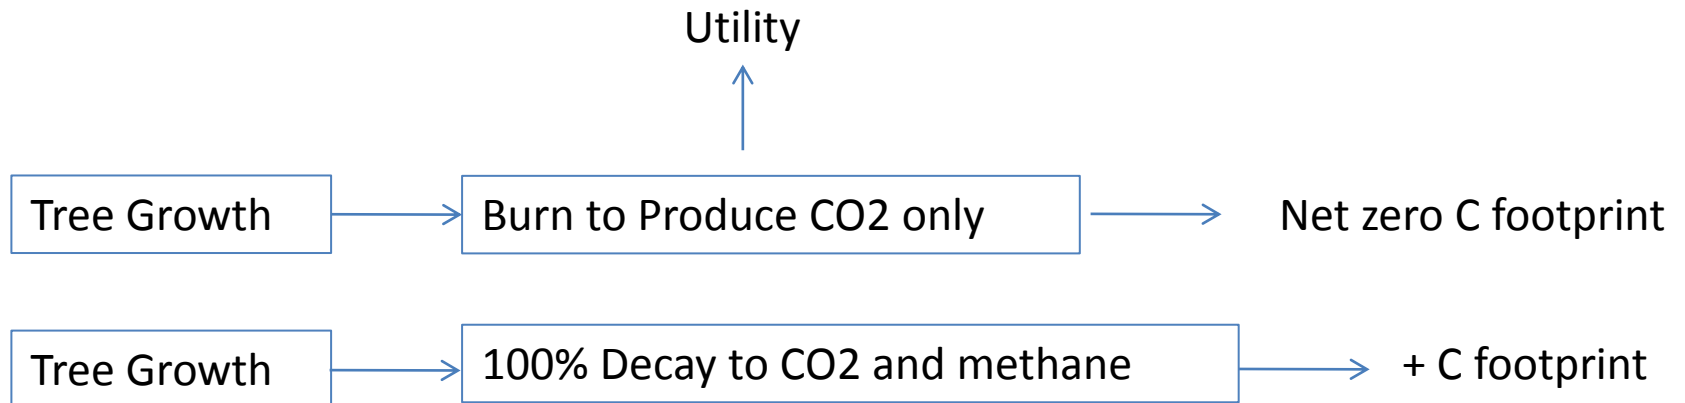 Utility
Tree Growth
Burn to Produce CO2 only
Net zero C footprint
Tree Growth
100% Decay to CO2 and methane
+ C footprint